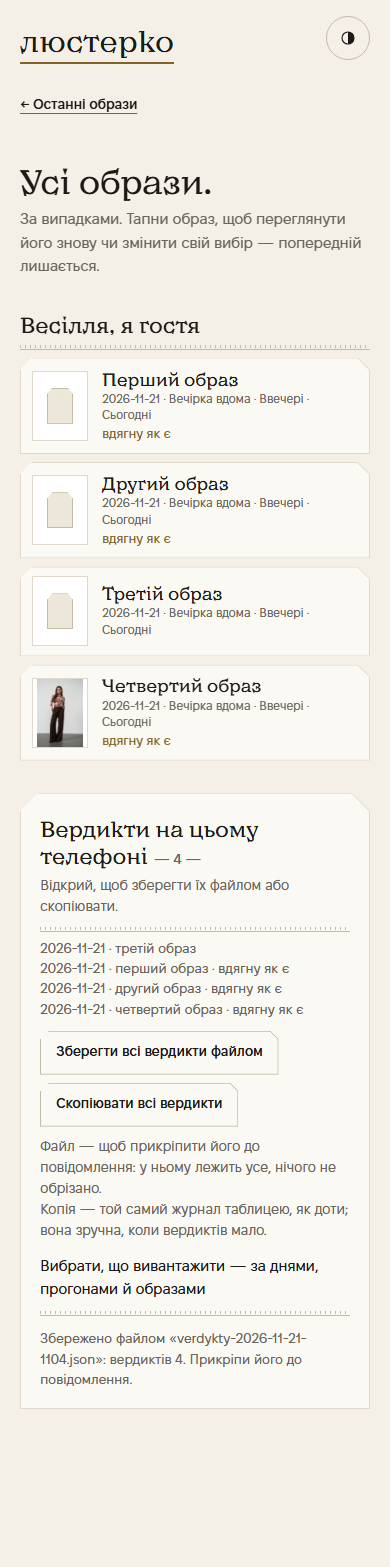 люстерко
← Останні образи
Усі образи.
За випадками. Тапни образ, щоб переглянути
його знову чи змінити свій вибір — попередній
лишається.
Весілля, я гостя
Перший образ
2026-11-21 · Вечірка вдома · Ввечері ·
Сьогодні
вдягну як є
Другий образ
2026-11-21 · Вечірка вдома · Ввечері ·
Сьогодні
вдягну як є
Третій образ
2026-11-21 · Вечірка вдома · Ввечері ·
Сьогодні
Четвертий образ
2026-11-21 · Вечірка вдома · Ввечері ·
Сьогодні
вдягну як є
Вердикти на цьому
телефоні — 4 —
Відкрий, щоб зберегти їх файлом або
скопіювати.
2026-11-21 · третій образ
2026-11-21 · перший образ · вдягну як є
2026-11-21 · другий образ · вдягну як є
2026-11-21 · четвертий образ · вдягну як є
Зберегти всі вердикти файлом
Скопіювати всі вердикти
Файл — щоб прикріпити його до
повідомлення: у ньому лежить усе, нічого не
обрізано.
Копія — той самий журнал таблицею, як доти;
вона зручна, коли вердиктів мало.
Вибрати, що вивантажити — за днями,
прогонами й образами
Збережено файлом «verdykty-2026-11-21-
1104.json»: вердиктів 4. Прикріпи його до
повідомлення.